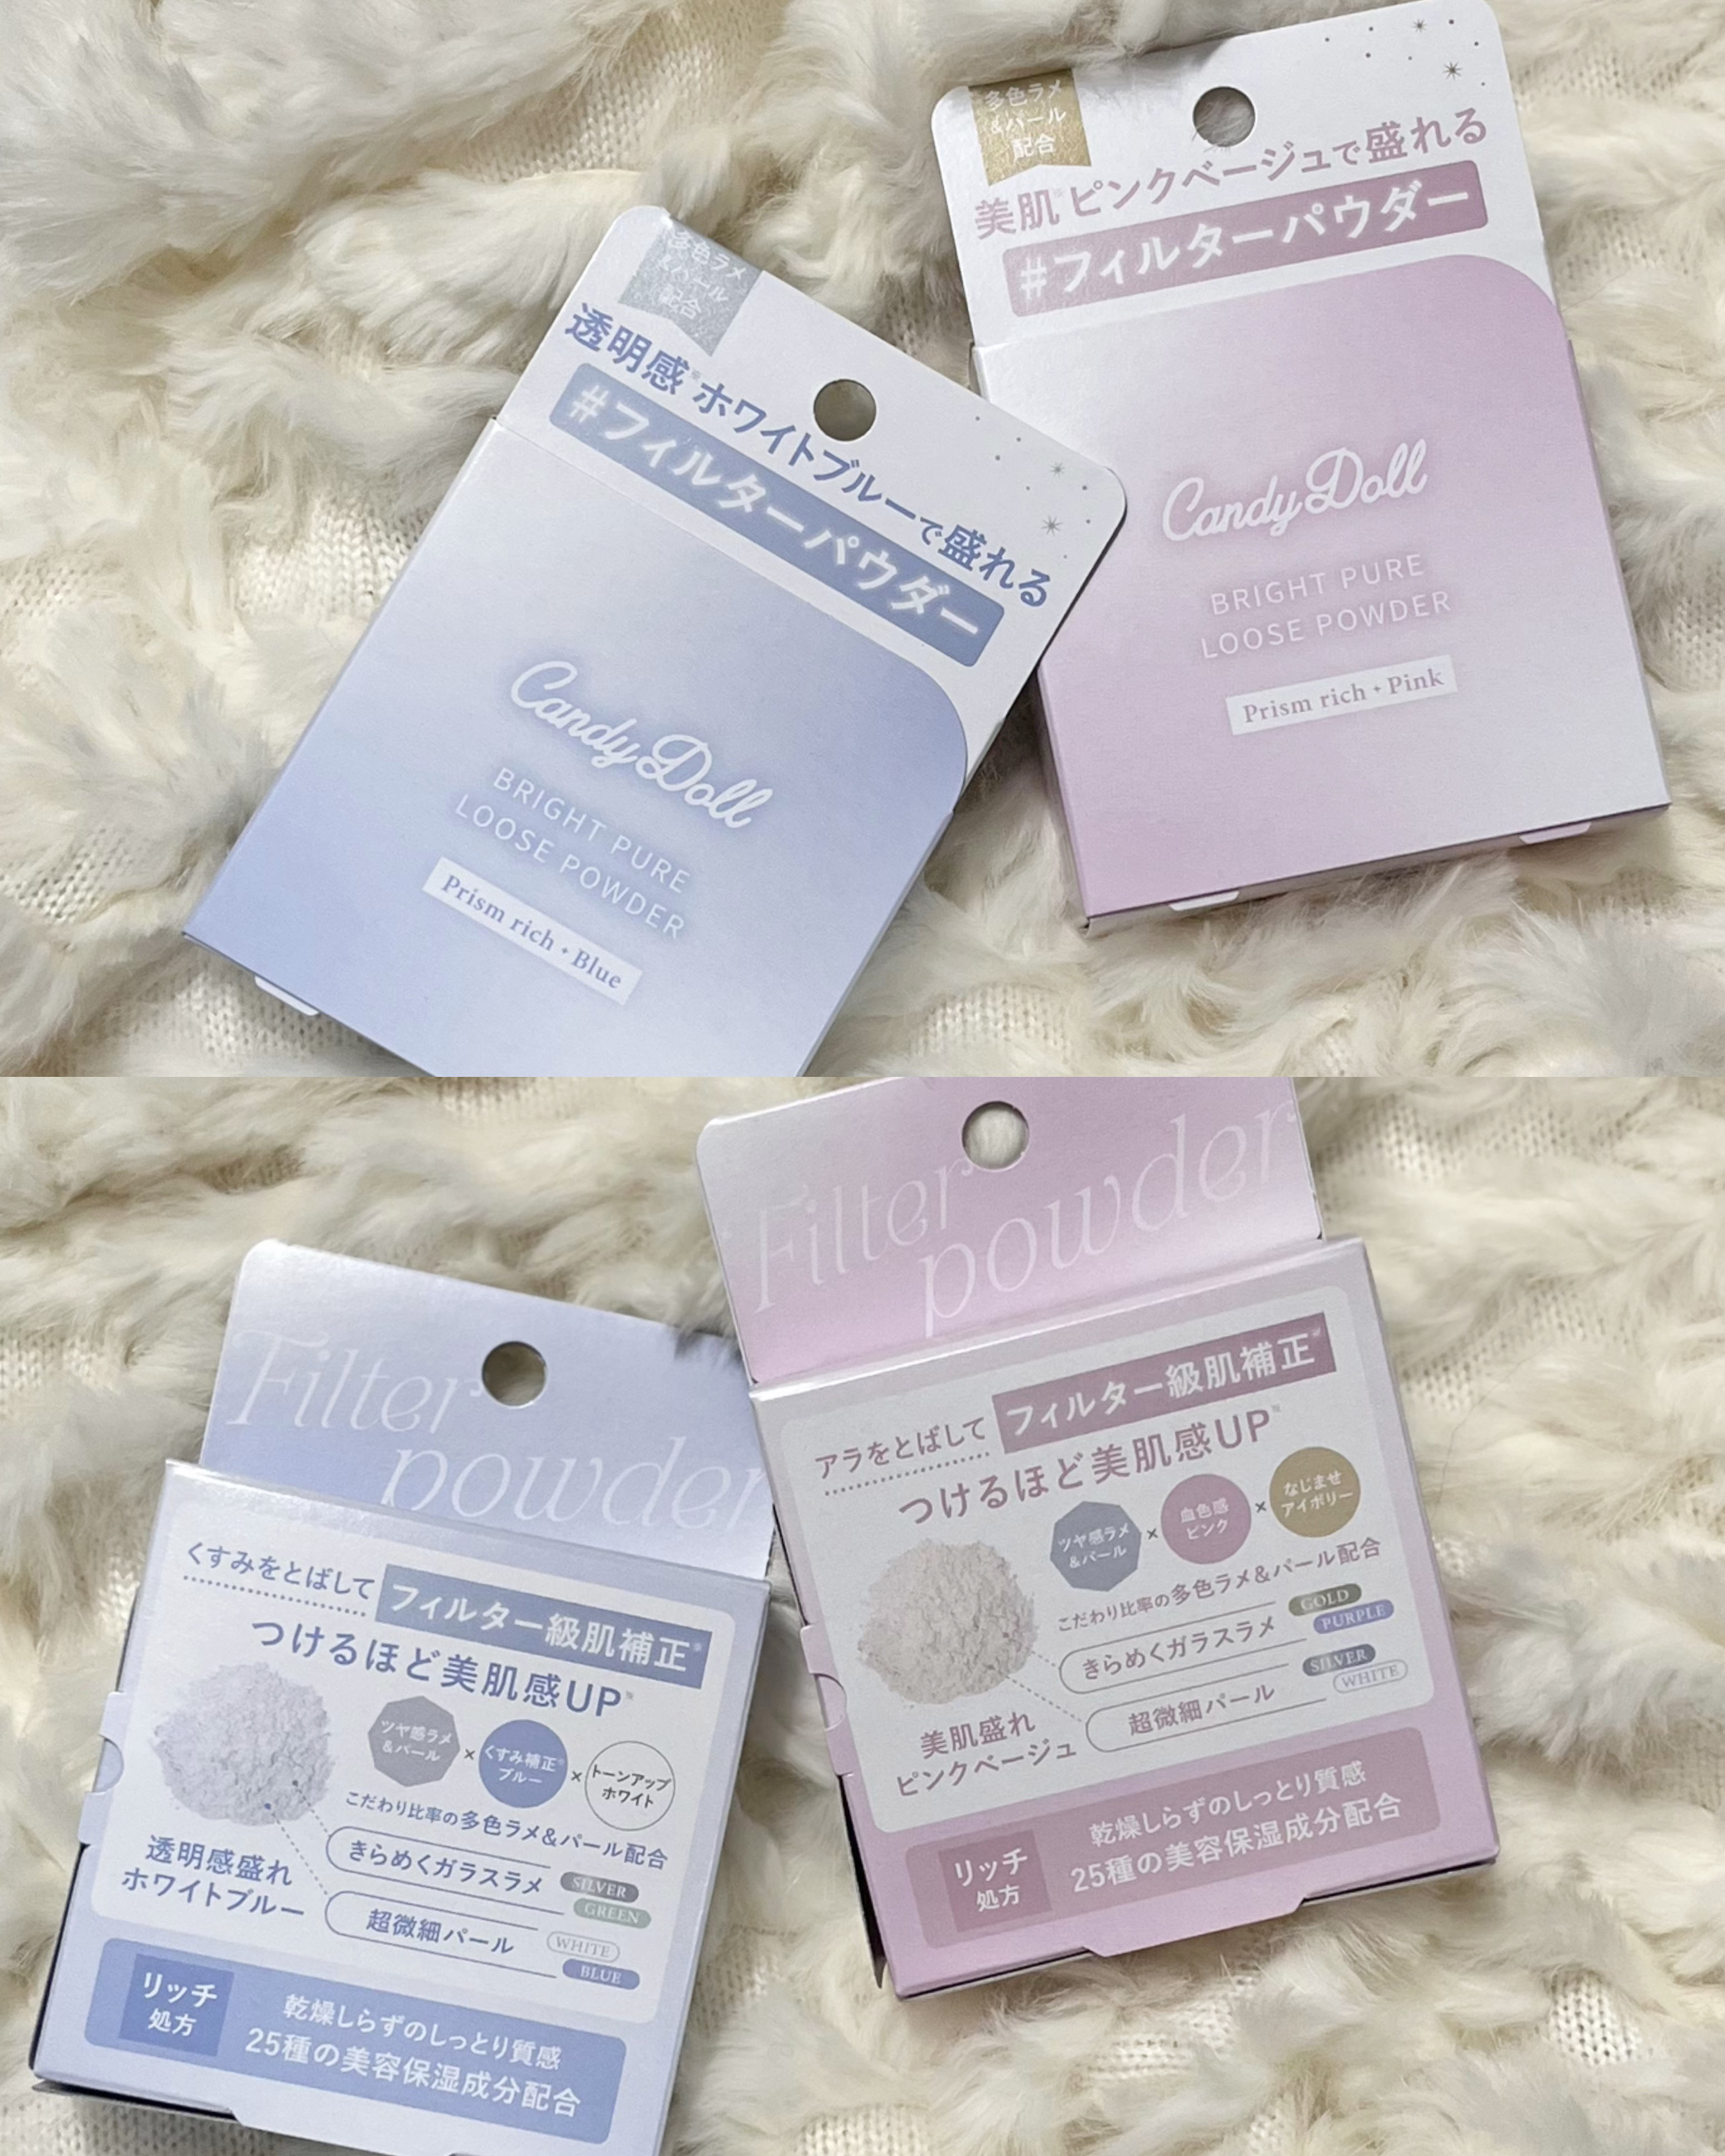 多色ラメ
&パール
配合
透明感※ホワイトブルーで盛れる
#フィルターパウダー
Candy Doll
BRIGHT PURE
LOOSE POWDER
Prism rich・Blue
多色ラメ
&パール
配合
美肌※ピンクベージュで盛れる
#フィルターパウダー
Candy Doll
BRIGHT PURE
LOOSE POWDER
Prism rich・Pink
Filter
powder
くすみをとばして フィルター級肌補正※
つけるほど美肌感UP※
ツヤ感ラメ
&パール
×
くすみ補正※
ブルー
×
トーンアップ
ホワイト
こだわり比率の多色ラメ&パール配合
きらめくガラスラメ
SILVER
GREEN
超微細パール
WHITE
BLUE
透明感盛れ
ホワイトブルー
リッチ
処方
乾燥しらずのしっとり質感
25種の美容保湿成分配合
Filter
powder
アラをとばして フィルター級肌補正※
つけるほど美肌感UP※
ツヤ感ラメ
&パール
×
血色感
ピンク
×
なじませ
アイボリー
こだわり比率の多色ラメ&パール配合
きらめくガラスラメ
GOLD
PURPLE
超微細パール
SILVER
WHITE
美肌盛れ
ピンクベージュ
リッチ
処方
乾燥しらずのしっとり質感
25種の美容保湿成分配合